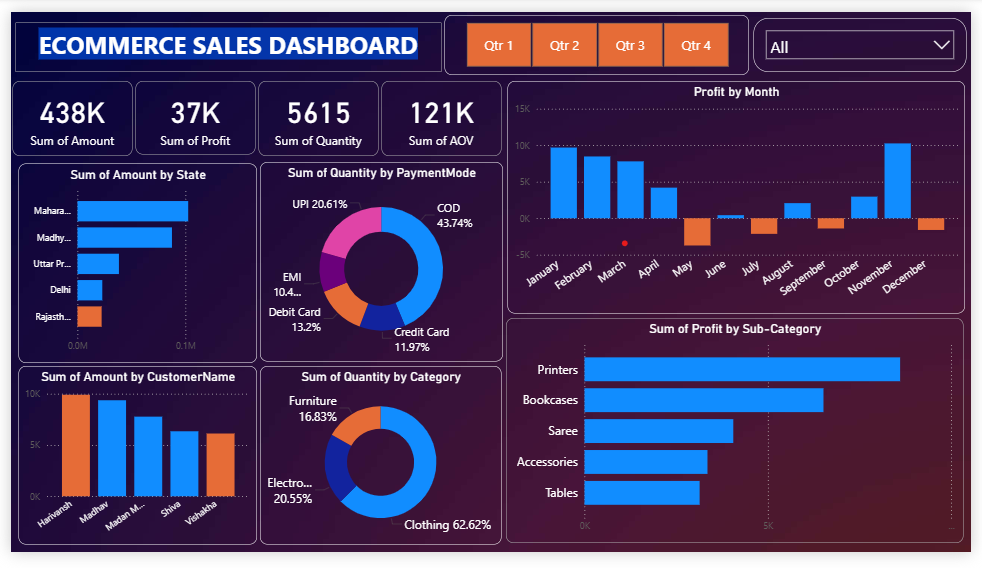 ECOMMERCE SALES DASHBOARD
Qtr 1
Qtr 2
Qtr 3
Qtr 4
All
438K
Sum of Amount
37K
Sum of Profit
5615
Sum of Quantity
121K
Sum of AOV
Profit by Month
15K
10K
5K
0K
-5K
January
February
March
April
May
June
July
August
September
October
November
December
Sum of Amount by State
Mahara...
Madhy...
Uttar Pr...
Delhi
Rajasth...
0.0M
0.1M
Sum of Quantity by PaymentMode
UPI 20.61%
COD
43.74%
EMI
10.4...
Debit Card
13.2%
Credit Card
11.97%
Sum of Profit by Sub-Category
Printers
Bookcases
Saree
Accessories
Tables
0K
5K
...
Sum of Amount by CustomerName
10K
5K
0K
Harivansh
Madhav
Madan M...
Shiva
Vishakha
Sum of Quantity by Category
Furniture
16.83%
Electro...
20.55%
Clothing 62.62%